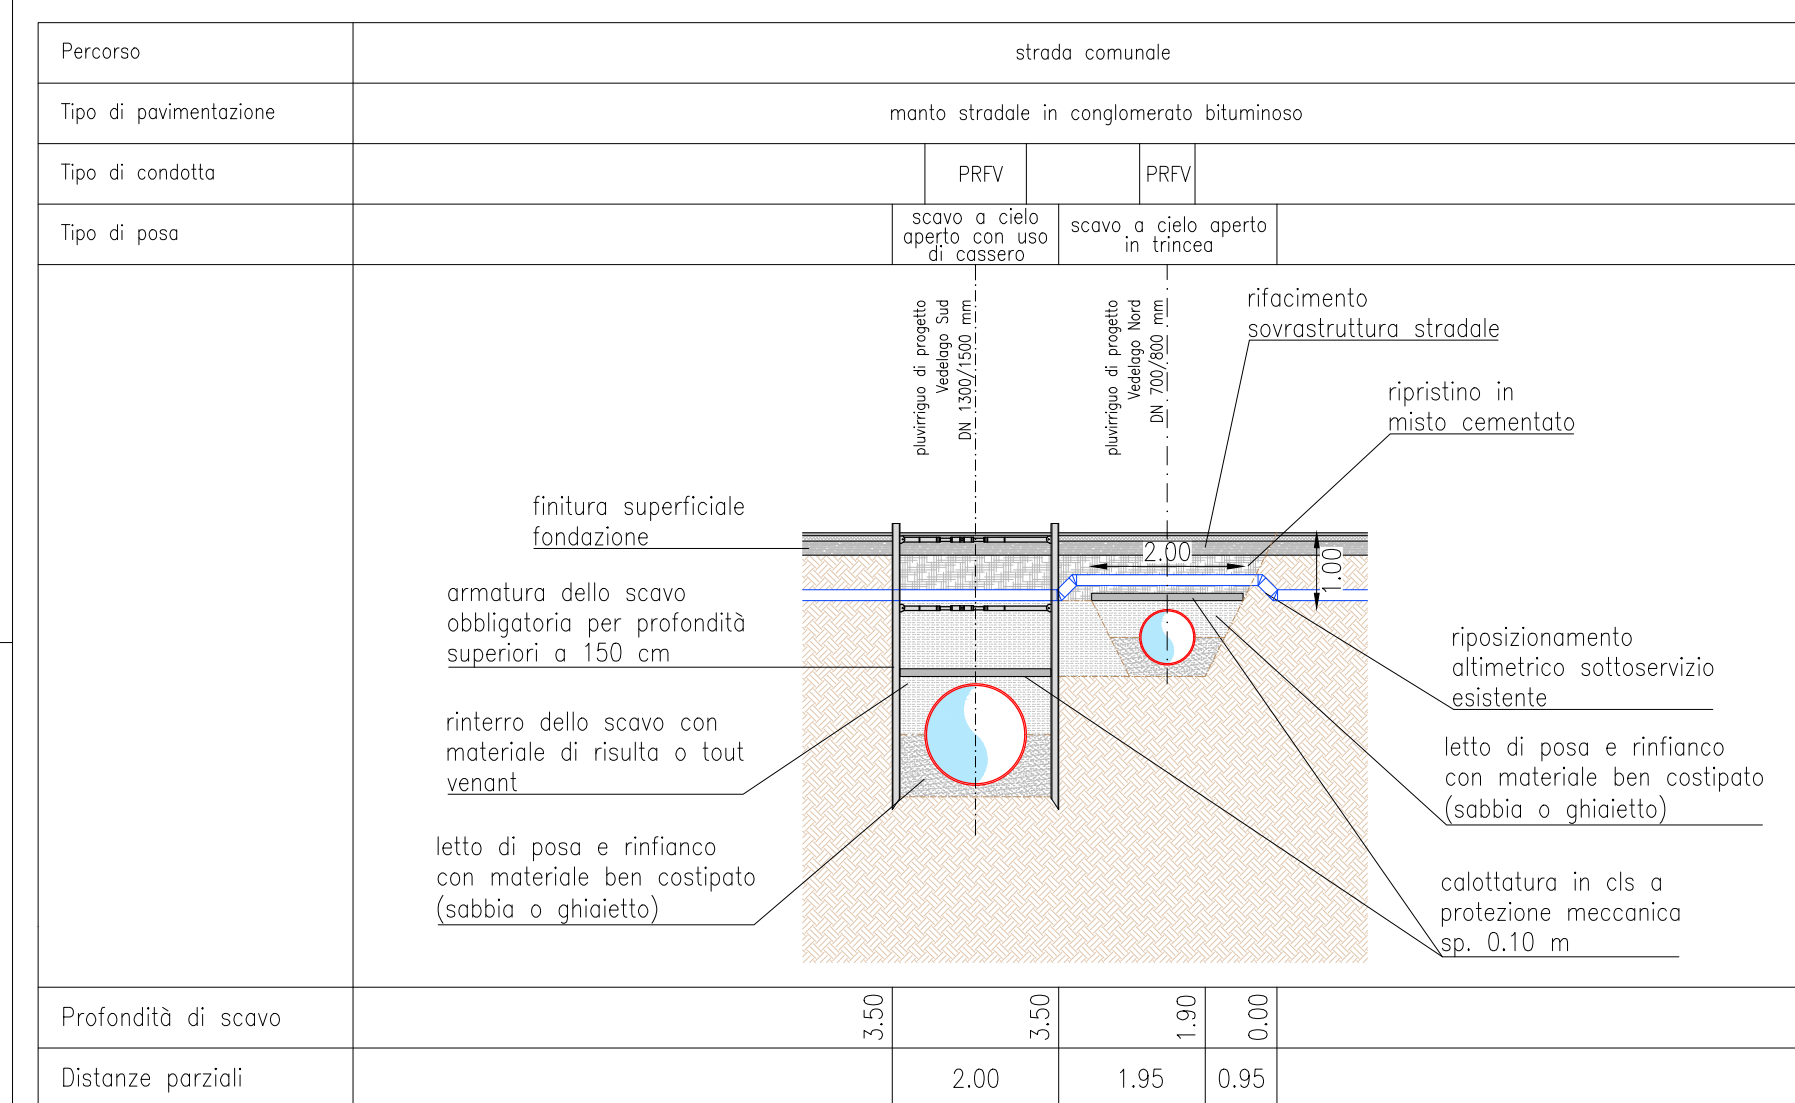 Percorso
strada comunale
Tipo di pavimentazione
manto stradale in conglomerato bituminoso
Tipo di condotta
PRFV
PRFV
Tipo di posa
scavo a cielo
aperto con uso
di cassero
scavo a cielo aperto
in trincea
pluvirriguo di progetto
Vedelago Sud
DN 1300/1500 mm
pluvirriguo di progetto
Vedelago Nord
DN 700/800 mm
rifacimento
sovrastruttura stradale
ripristino in
misto cementato
finitura superficiale
fondazione
2.00
1.00
armatura dello scavo
obbligatoria per profondità
superiori a 150 cm
riposizionamento
altimetrico sottoservizio
esistente
rinterro dello scavo con
materiale di risulta o tout
venant
letto di posa e rinfianco
con materiale ben costipato
(sabbia o ghiaietto)
letto di posa e rinfianco
con materiale ben costipato
(sabbia o ghiaietto)
calottatura in cls a
protezione meccanica
sp. 0.10 m
Profondità di scavo
3.50
3.50
1.90
0.00
Distanze parziali
2.00
1.95
0.95